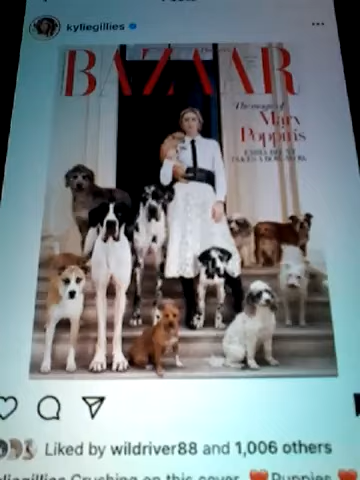 kyliegillies
BAZAAR
The magic of
Mary
Poppins
Liked by wildriver88 and 1,006 others
kyliegillies Crushing on this cover ❤️Puppies ❤️